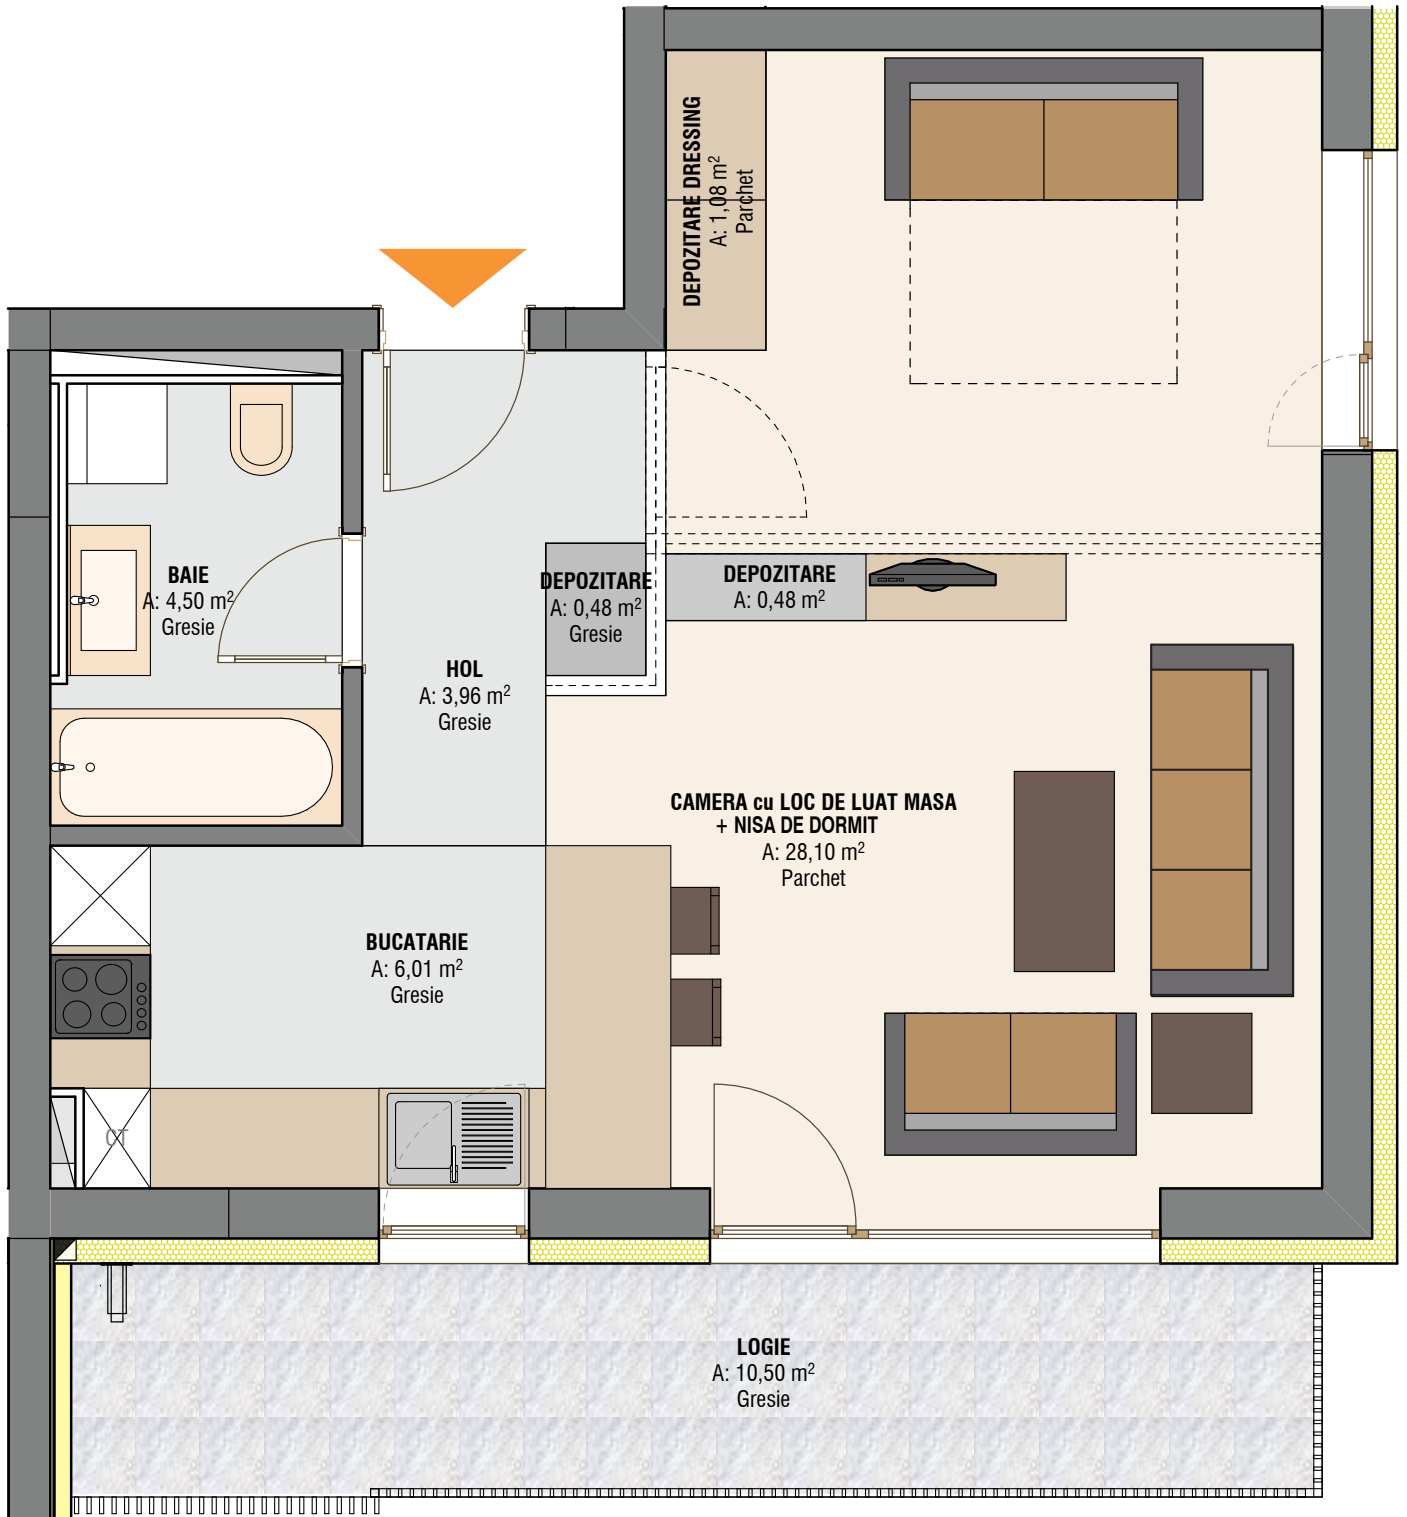 DEPOZITARE DRESSING
A: 1,08 m²
Parchet
BAIE
A: 4,50 m²
Gresie
DEPOZITARE
A: 0,48 m²
Gresie
DEPOZITARE
A: 0,48 m²
HOL
A: 3,96 m²
Gresie
CAMERA cu LOC DE LUAT MASA
+ NISA DE DORMIT
A: 28,10 m²
Parchet
BUCATARIE
A: 6,01 m²
Gresie
CT
LOGIE
A: 10,50 m²
Gresie